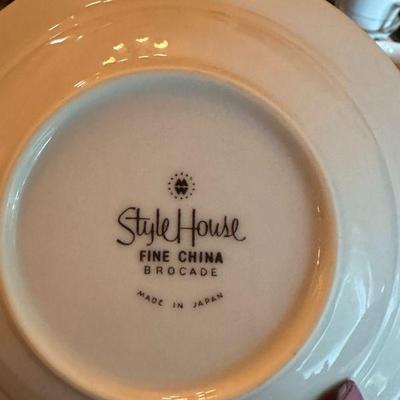 Style House
FINE CHINA
BROCADE
MADE IN JAPAN